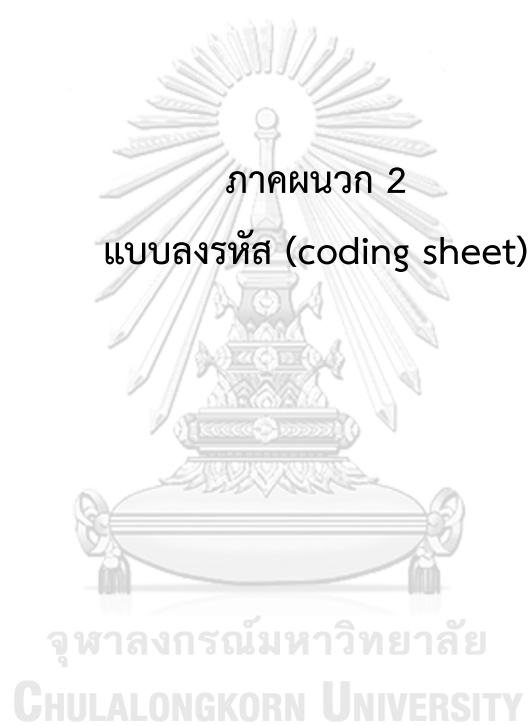 ภาคผนวก 2
แบบลงรหัส (coding sheet)
จุฬาลงกรณ์มหาวิทยาลัย
CHULALONGKORN UNIVERSITY